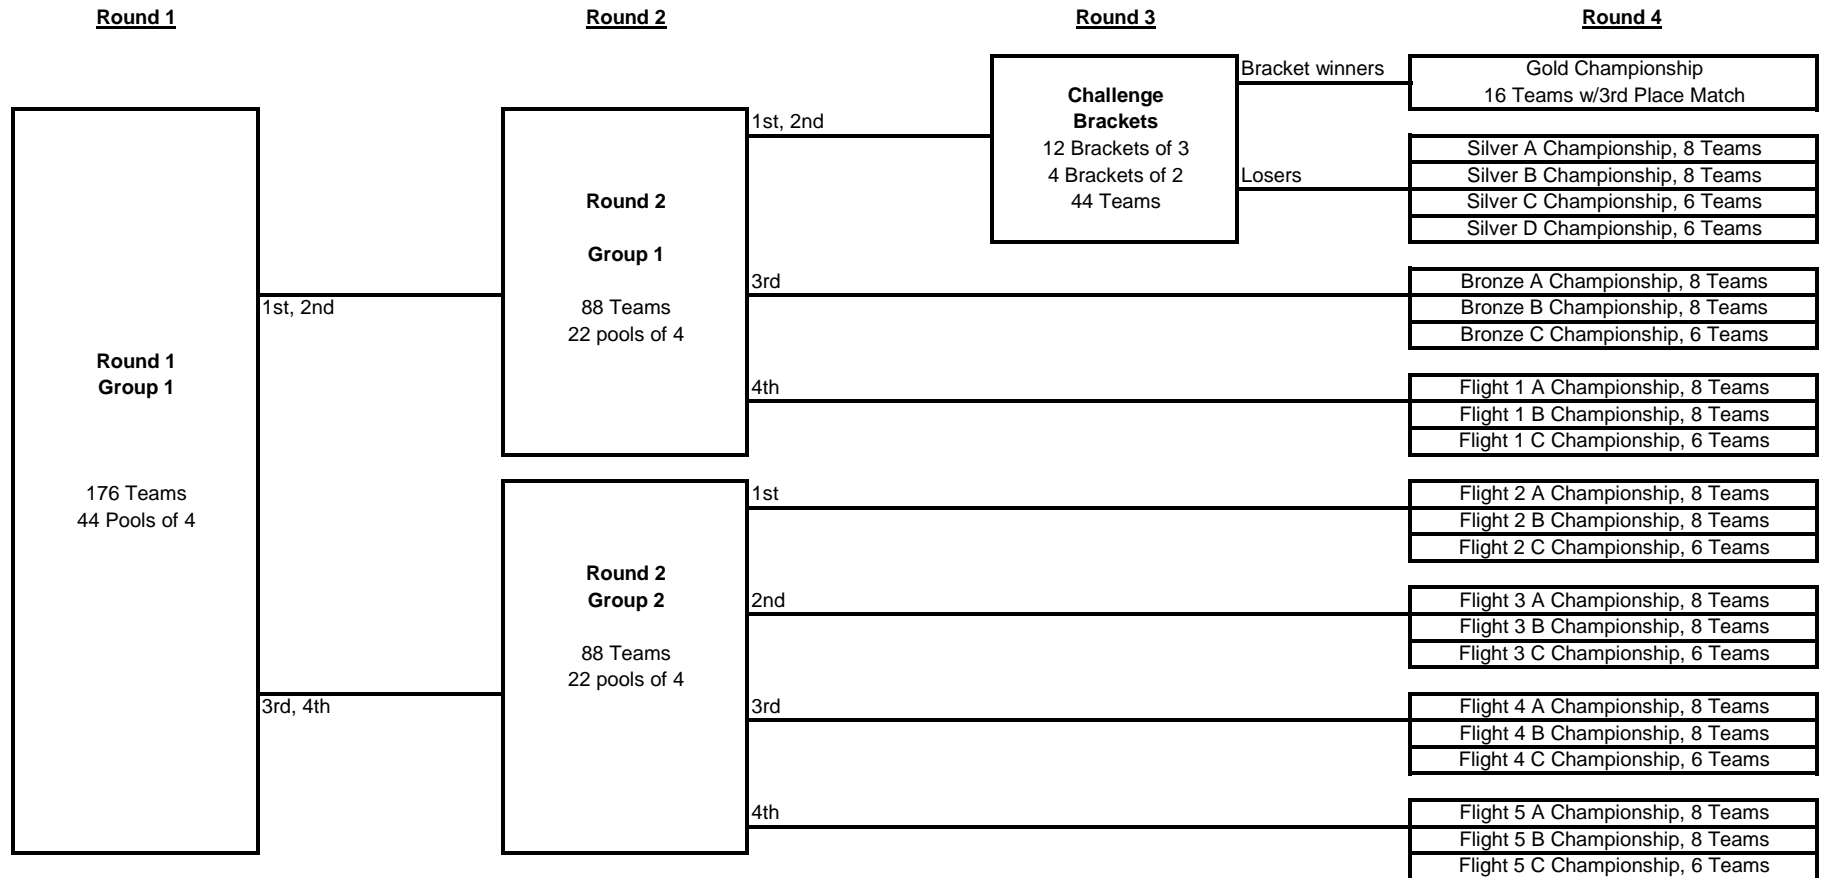 Round 1
Round 2
Round 3
Round 4
Round 1
Group 1
176 Teams
44 Pools of 4
1st, 2nd
3rd, 4th
Round 2
Group 1
88 Teams
22 pools of 4
1st, 2nd
3rd
4th
Round 2
Group 2
88 Teams
22 pools of 4
1st
2nd
3rd
4th
Challenge
Brackets
12 Brackets of 3
4 Brackets of 2
44 Teams
Bracket winners
Losers
Gold Championship
16 Teams w/3rd Place Match
Silver A Championship, 8 Teams
Silver B Championship, 8 Teams
Silver C Championship, 6 Teams
Silver D Championship, 6 Teams
Bronze A Championship, 8 Teams
Bronze B Championship, 8 Teams
Bronze C Championship, 6 Teams
Flight 1 A Championship, 8 Teams
Flight 1 B Championship, 8 Teams
Flight 1 C Championship, 6 Teams
Flight 2 A Championship, 8 Teams
Flight 2 B Championship, 8 Teams
Flight 2 C Championship, 6 Teams
Flight 3 A Championship, 8 Teams
Flight 3 B Championship, 8 Teams
Flight 3 C Championship, 6 Teams
Flight 4 A Championship, 8 Teams
Flight 4 B Championship, 8 Teams
Flight 4 C Championship, 6 Teams
Flight 5 A Championship, 8 Teams
Flight 5 B Championship, 8 Teams
Flight 5 C Championship, 6 Teams